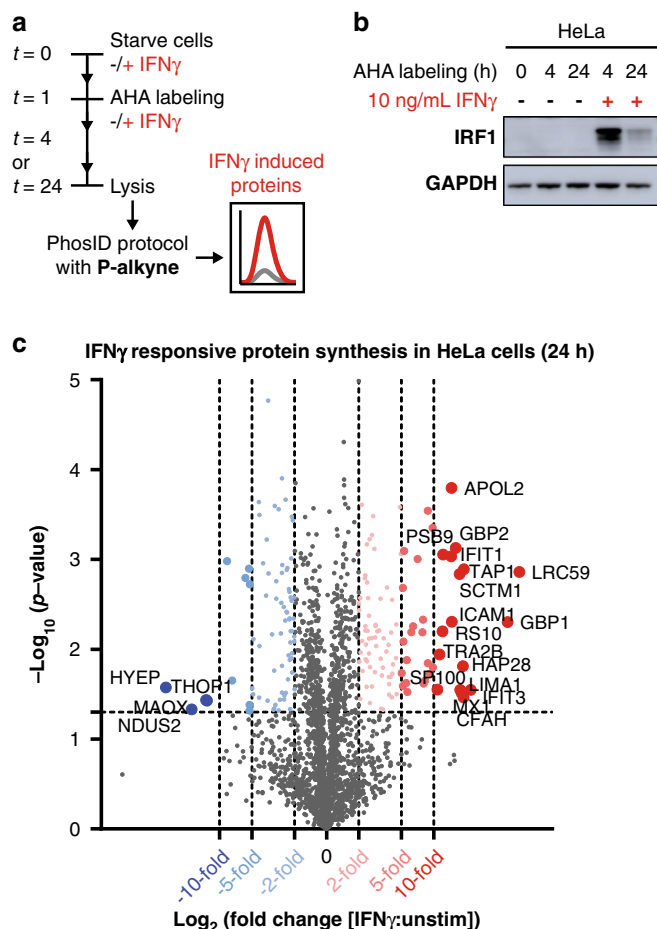 a
t = 0
Starve cells
-/+ IFNγ
t = 1
AHA labeling
-/+ IFNγ
t = 4
or
t = 24
Lysis
IFNγ induced
proteins
PhosID protocol
with P-alkyne
b
HeLa
AHA labeling (h) 0 4 24 4 24
10 ng/mL IFNγ - - - + +
IRF1
GAPDH
c
IFNγ responsive protein synthesis in HeLa cells (24 h)
–Log10 (p–value)
5
4
3
2
1
0
APOL2
PSB9
GBP2
IFIT1
TAP1
LRC59
SCTM1
ICAM1
GBP1
RS10
TRA2B
HAP28
SP100
LIMA1
IFIT3
MX1
CFAH
HYEP
THOP1
MAOX
NDUS2
-10-fold
-5-fold
-2-fold
0
2-fold
5-fold
10-fold
Log2 (fold change [IFNγ:unstim])